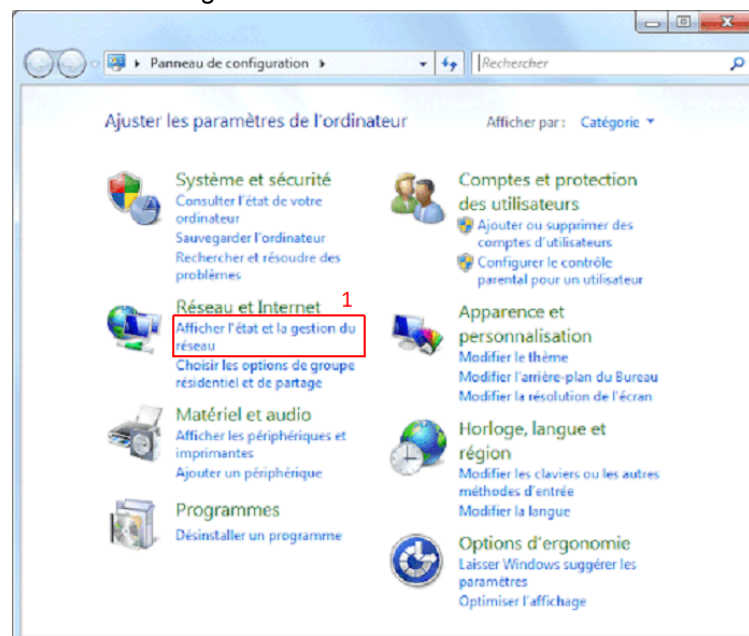 Panneau de configuration
Rechercher
Ajuster les paramètres de l'ordinateur
Afficher par : Catégorie
Système et sécurité
Consulter l'état de votre
ordinateur
Sauvegarder l'ordinateur
Rechercher et résoudre des
problèmes
Réseau et Internet 1
Afficher l'état et la gestion du
réseau
Choisir les options de groupe
résidentiel et de partage
Matériel et audio
Afficher les périphériques et
imprimantes
Ajouter un périphérique
Programmes
Désinstaller un programme
Comptes et protection
des utilisateurs
Ajouter ou supprimer des
comptes d'utilisateurs
Configurer le contrôle
parental pour un utilisateur
Apparence et
personnalisation
Modifier le thème
Modifier l'arrière-plan du Bureau
Modifier la résolution de l'écran
Horloge, langue et
région
Modifier les claviers ou les autres
méthodes d'entrée
Modifier la langue
Options d'ergonomie
Laisser Windows suggérer les
paramètres
Optimiser l'affichage